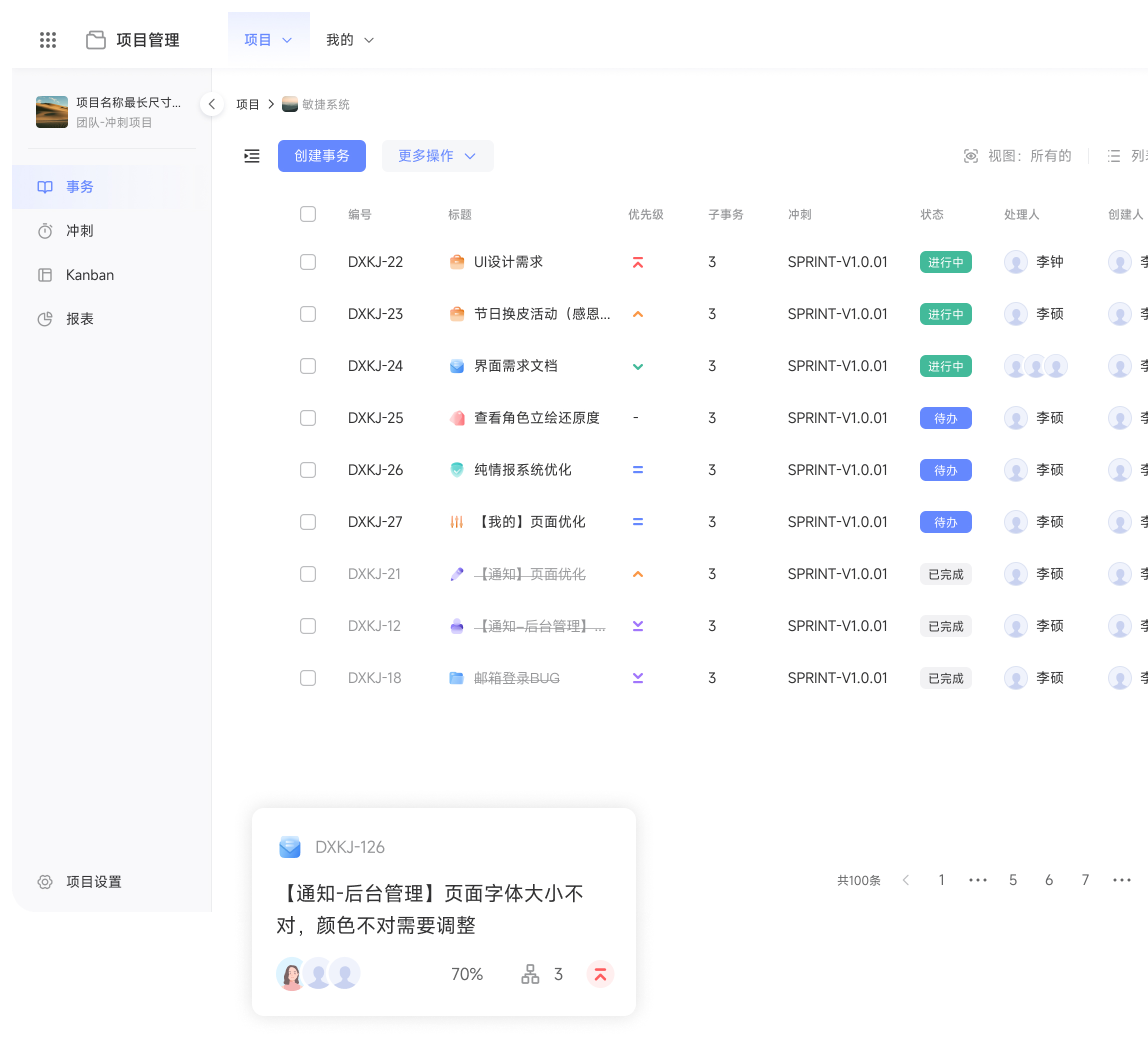 项目管理 项目 我的
项目名称最长尺寸...
团队-冲刺项目
事务
冲刺
Kanban
报表
项目设置
项目 敏捷系统
创建事务 更多操作 视图：所有的
编号 标题 优先级 子事务 冲刺 状态 处理人 创建人
DXKJ-22 UI设计需求 3 SPRINT-V1.0.01 进行中 李钟
DXKJ-23 节日换皮活动（感恩... 3 SPRINT-V1.0.01 进行中 李硕
DXKJ-24 界面需求文档 3 SPRINT-V1.0.01 进行中
DXKJ-25 查看角色立绘还原度 - 3 SPRINT-V1.0.01 待办 李硕
DXKJ-26 纯情报系统优化 3 SPRINT-V1.0.01 待办 李硕
DXKJ-27 【我的】页面优化 3 SPRINT-V1.0.01 待办 李硕
DXKJ-21 【通知】页面优化 3 SPRINT-V1.0.01 已完成 李硕
DXKJ-12 【通知-后台管理】... 3 SPRINT-V1.0.01 已完成 李硕
DXKJ-18 邮箱登录BUG 3 SPRINT-V1.0.01 已完成 李硕
共100条 1 ••• 5 6 7 •••
DXKJ-126
【通知-后台管理】页面字体大小不
对，颜色不对需要调整
70% 3